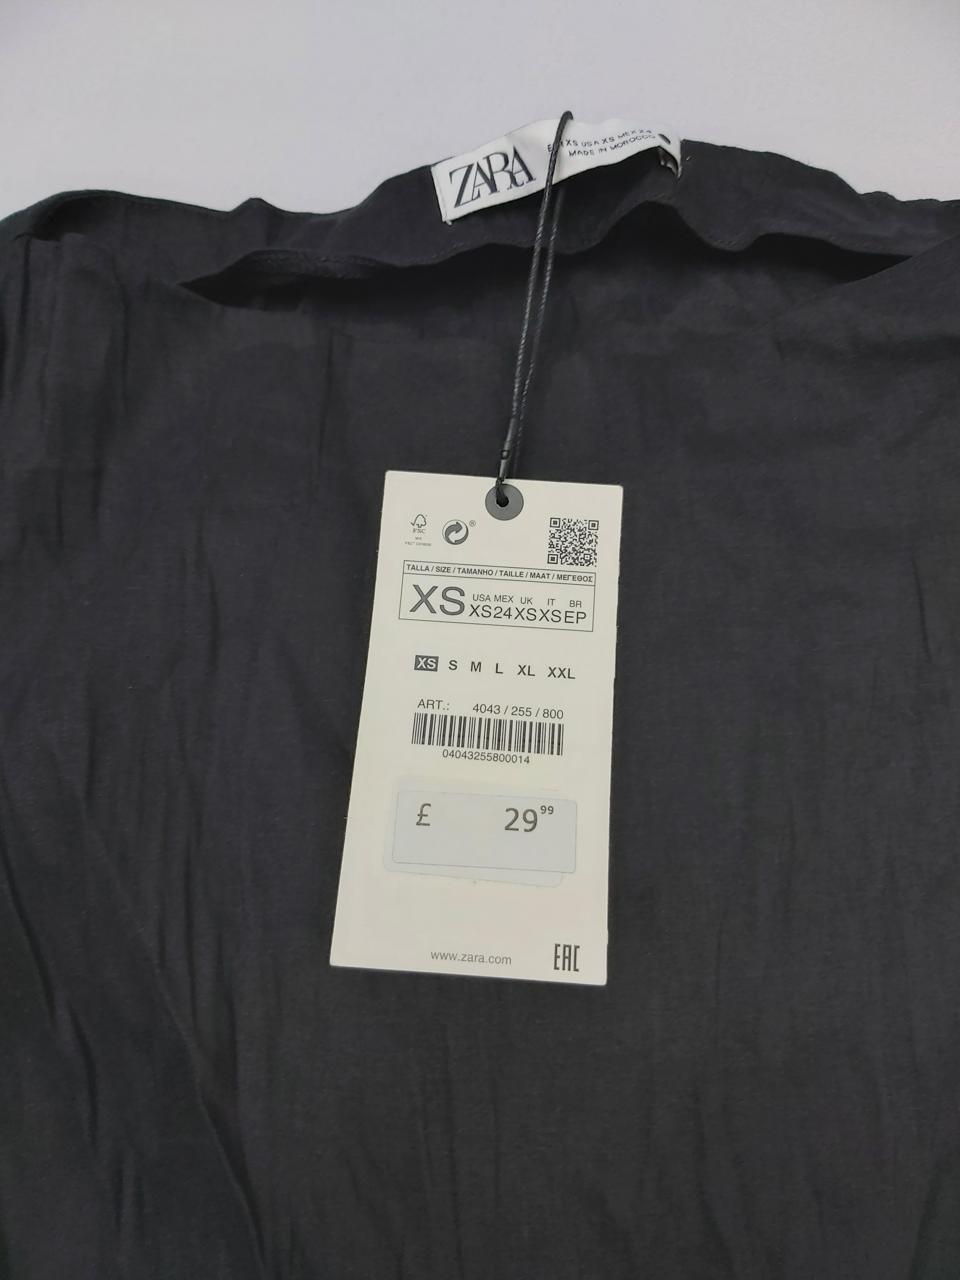 ZARA
XS USA XS MEX 24
MADE IN MOROCCO
FSC
®
TALLA / SIZE / TAMANHO / TAILLE / MAAT / ΜΕΓΕΘΟΣ
XS
USA MEX UK IT BR
XS 24 XS XS EP
XS S M L XL XXL
ART.: 4043 / 255 / 800
04043255800014
£ 29⁹⁹
www.zara.com
EAC